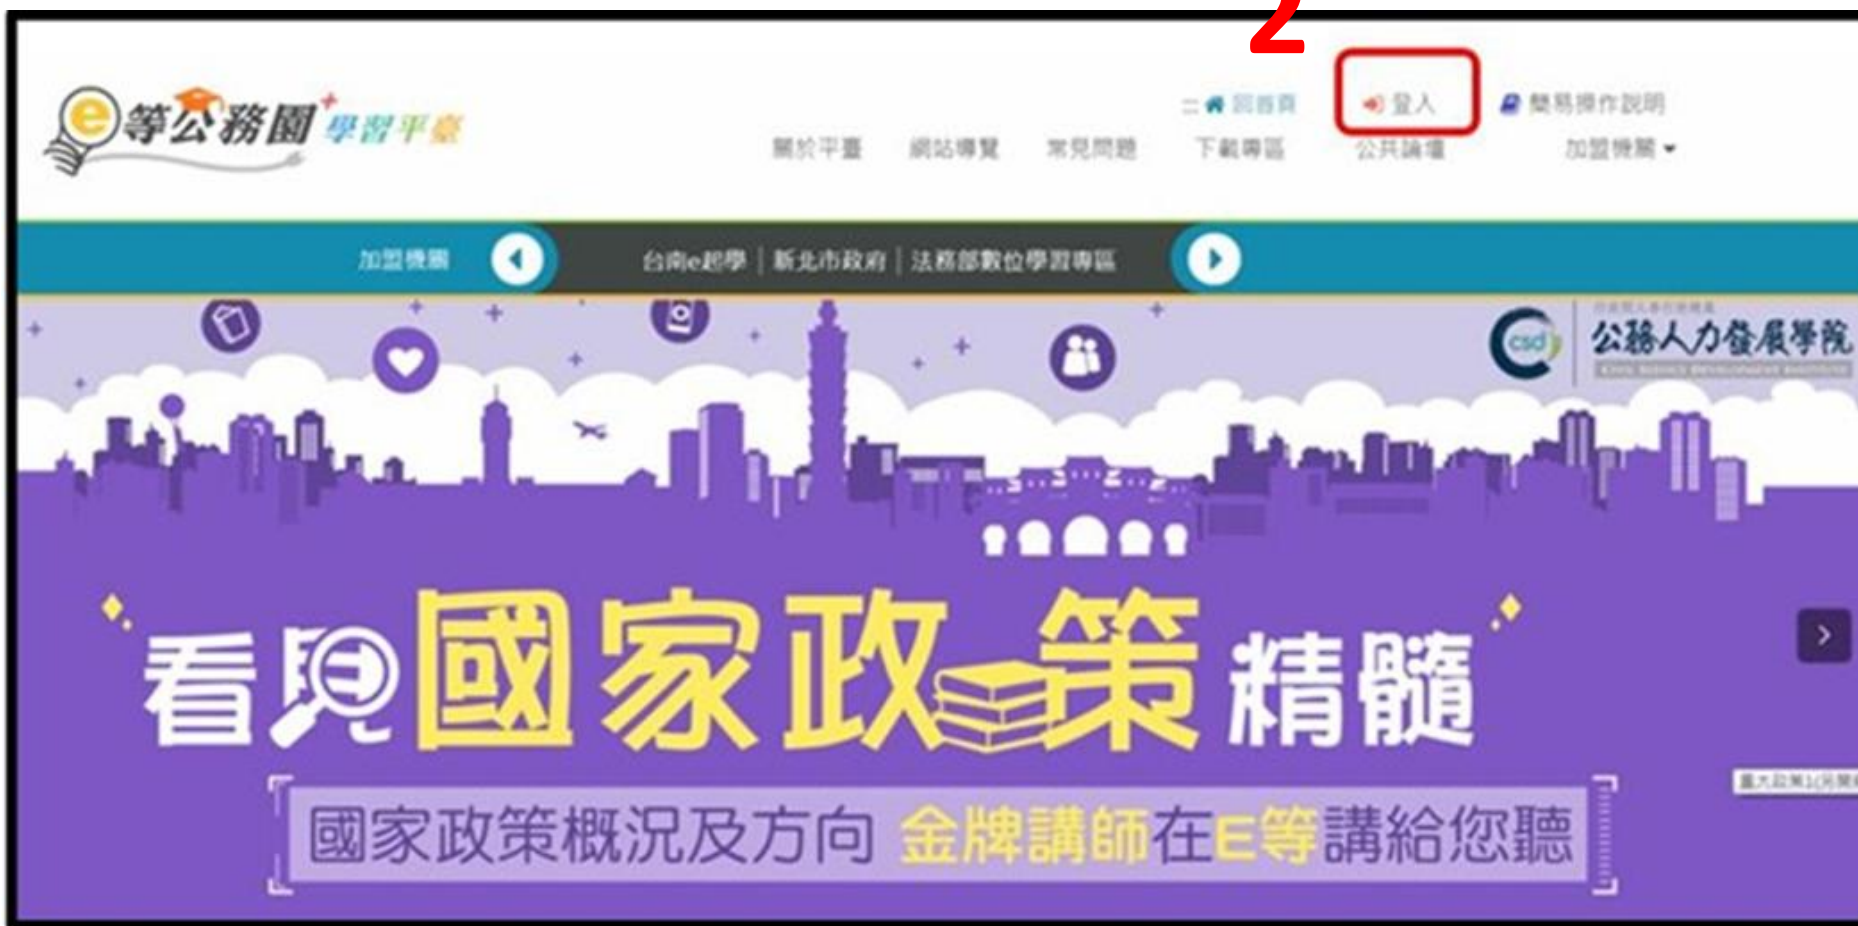 2
e等公務園+學習平臺
:: 回首頁 登入 簡易操作說明
關於平臺 網站導覽 常見問題 下載專區 公共論壇 加盟機關
加盟機關 台南e起學 | 新北市政府 | 法務部數位學習專區
csd 公務人力發展學院
CIVIL SERVICE DEVELOPMENT INSTITUTE
看見國家政策精髓
國家政策概況及方向 金牌講師在E等講給您聽